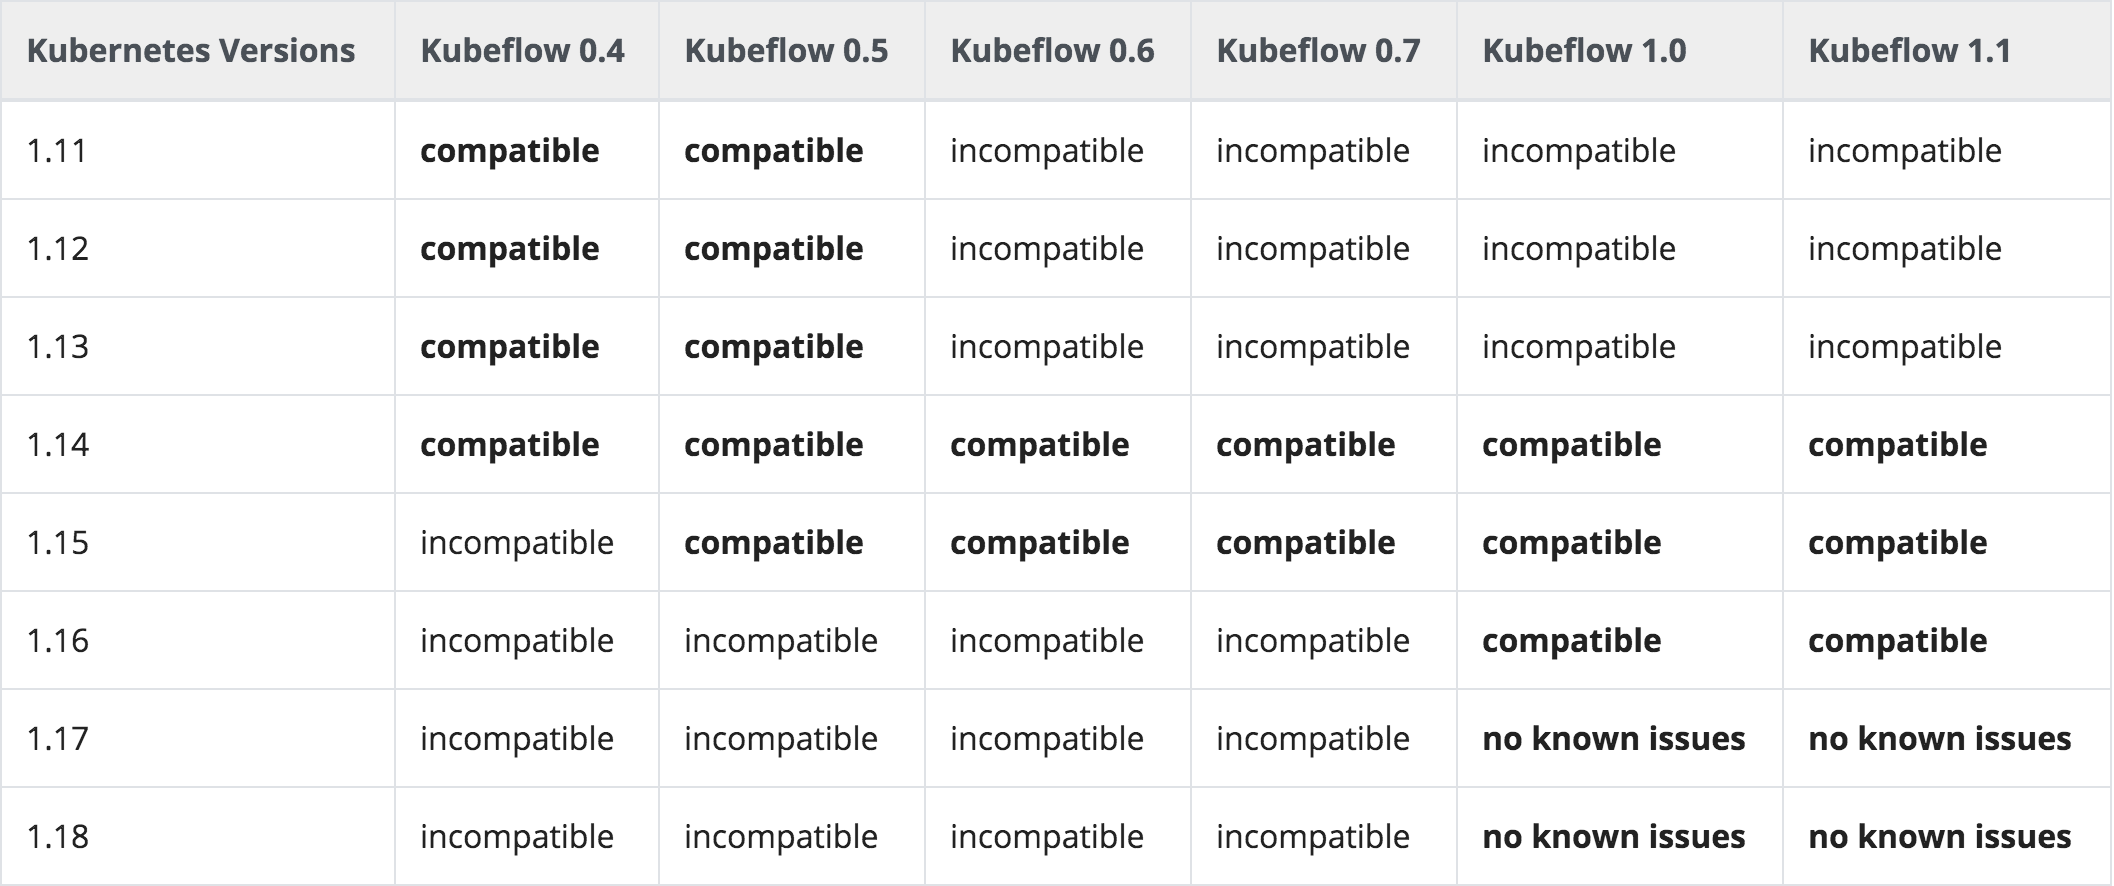 Kubernetes Versions Kubeflow 0.4 Kubeflow 0.5 Kubeflow 0.6 Kubeflow 0.7 Kubeflow 1.0 Kubeflow 1.1
1.11 compatible compatible incompatible incompatible incompatible incompatible
1.12 compatible compatible incompatible incompatible incompatible incompatible
1.13 compatible compatible incompatible incompatible incompatible incompatible
1.14 compatible compatible compatible compatible compatible compatible
1.15 incompatible compatible compatible compatible compatible compatible
1.16 incompatible incompatible incompatible incompatible compatible compatible
1.17 incompatible incompatible incompatible incompatible no known issues no known issues
1.18 incompatible incompatible incompatible incompatible no known issues no known issues